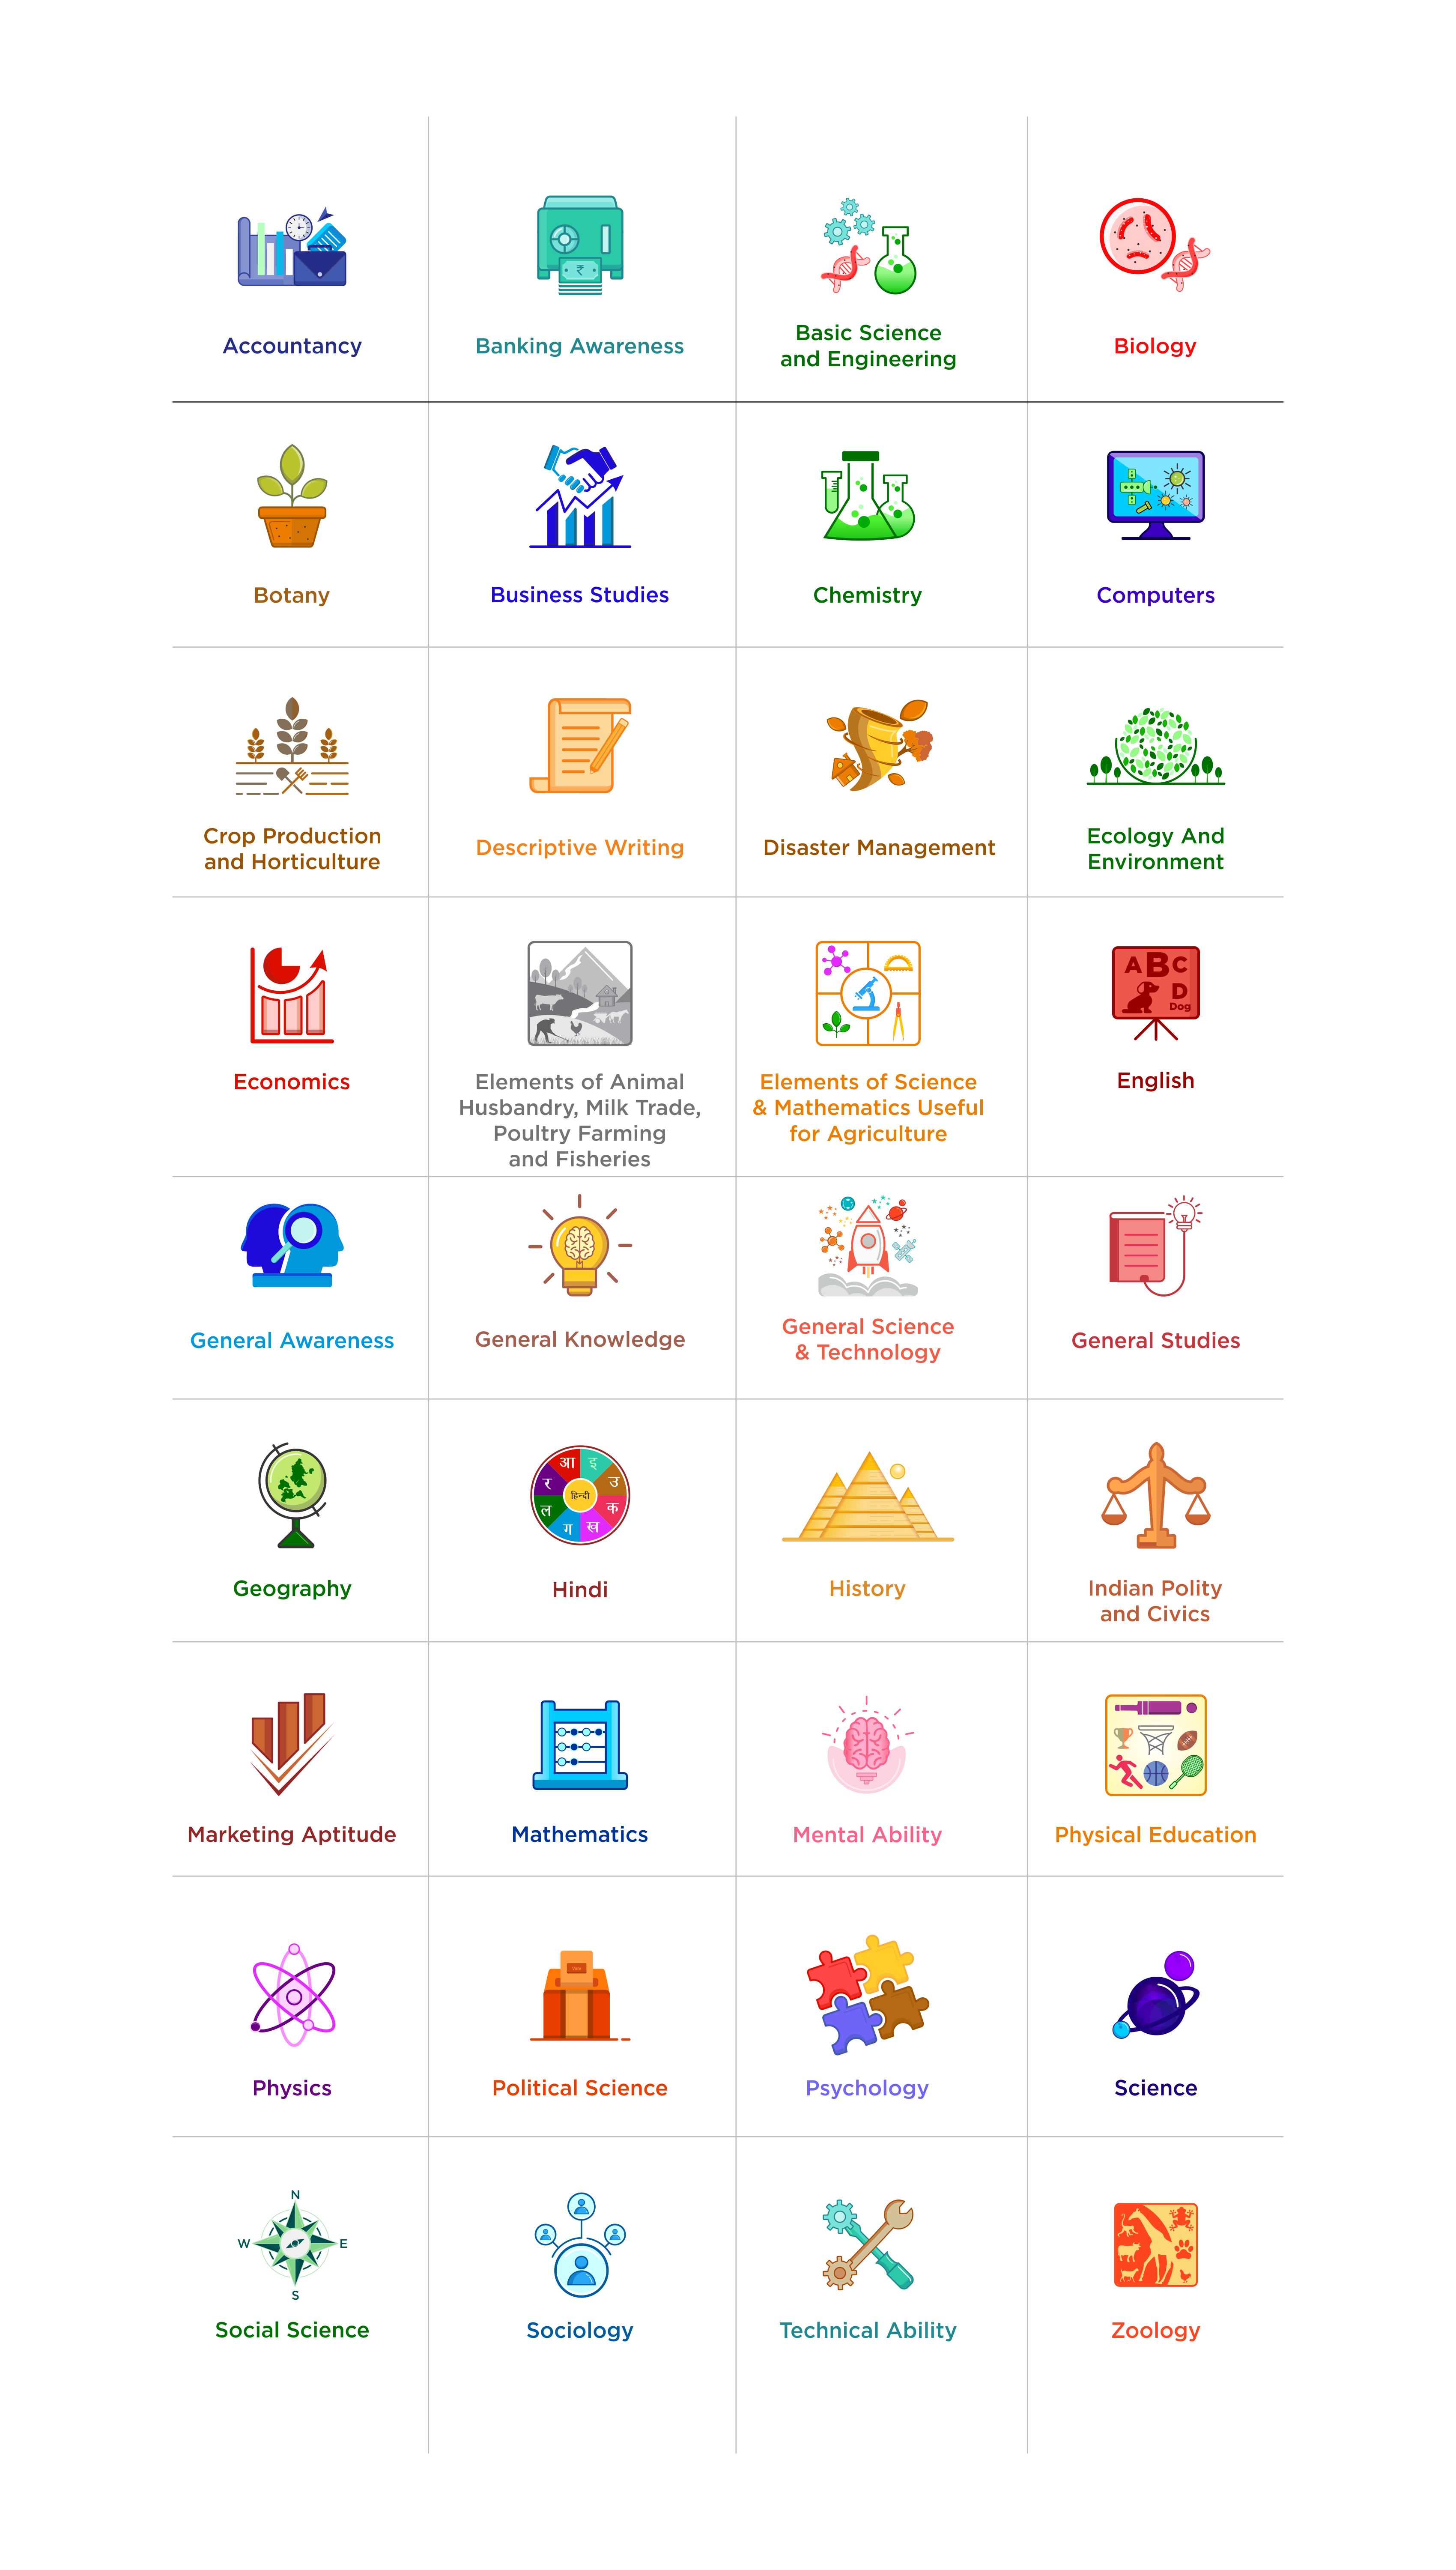 Accountancy
Banking Awareness
Basic Science
and Engineering
Biology
Botany
Business Studies
Chemistry
Computers
Crop Production
and Horticulture
Descriptive Writing
Disaster Management
Ecology And
Environment
A B C
D
Dog
Economics
Elements of Animal
Husbandry, Milk Trade,
Poultry Farming
and Fisheries
Elements of Science
& Mathematics Useful
for Agriculture
English
General Awareness
General Knowledge
General Science
& Technology
General Studies
आ
इ
उ
क
ख
ग
ल
र
हिन्दी
Geography
Hindi
History
Indian Polity
and Civics
Marketing Aptitude
Mathematics
Mental Ability
Physical Education
Physics
Political Science
Psychology
Science
N
W
E
S
Social Science
Sociology
Technical Ability
Zoology